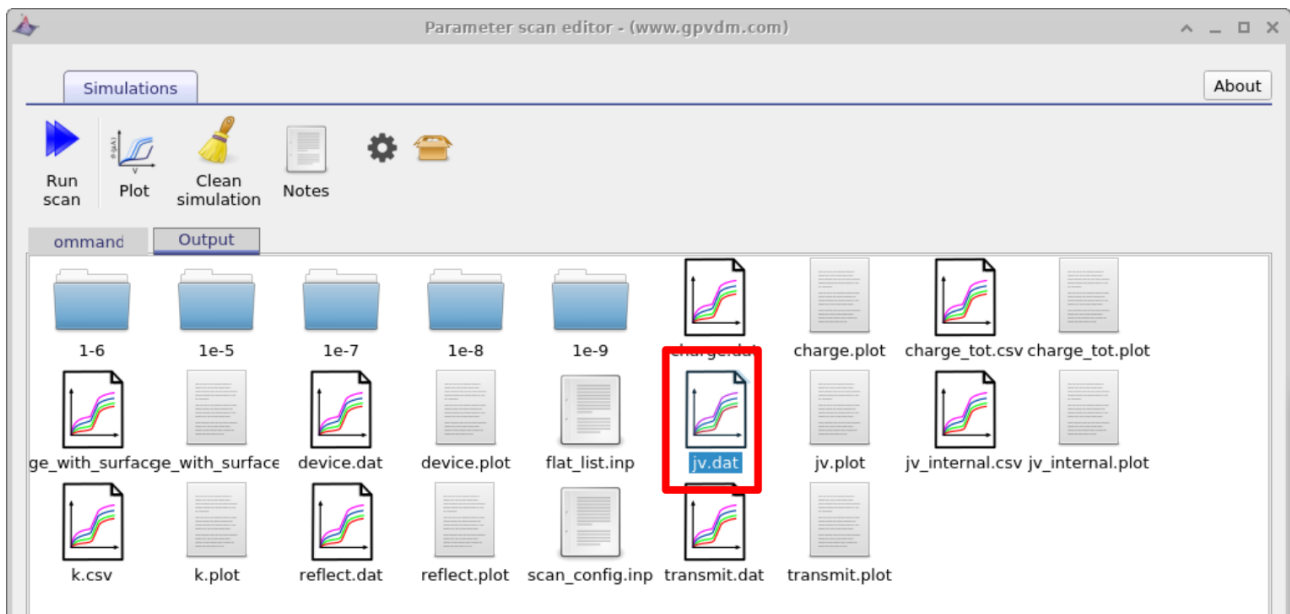 Parameter scan editor - (www.gpvdm.com)
Simulations
About
Run
scan
Plot
Clean
simulation
Notes
ommand
Output
1-6 1e-5 1e-7 1e-8 1e-9 charge.dat charge.plot charge_tot.csv charge_tot.plot
ge_with_surface ge_with_surface device.dat device.plot flat_list.inp jv.dat jv.plot jv_internal.csv jv_internal.plot
k.csv k.plot reflect.dat reflect.plot scan_config.inp transmit.dat transmit.plot